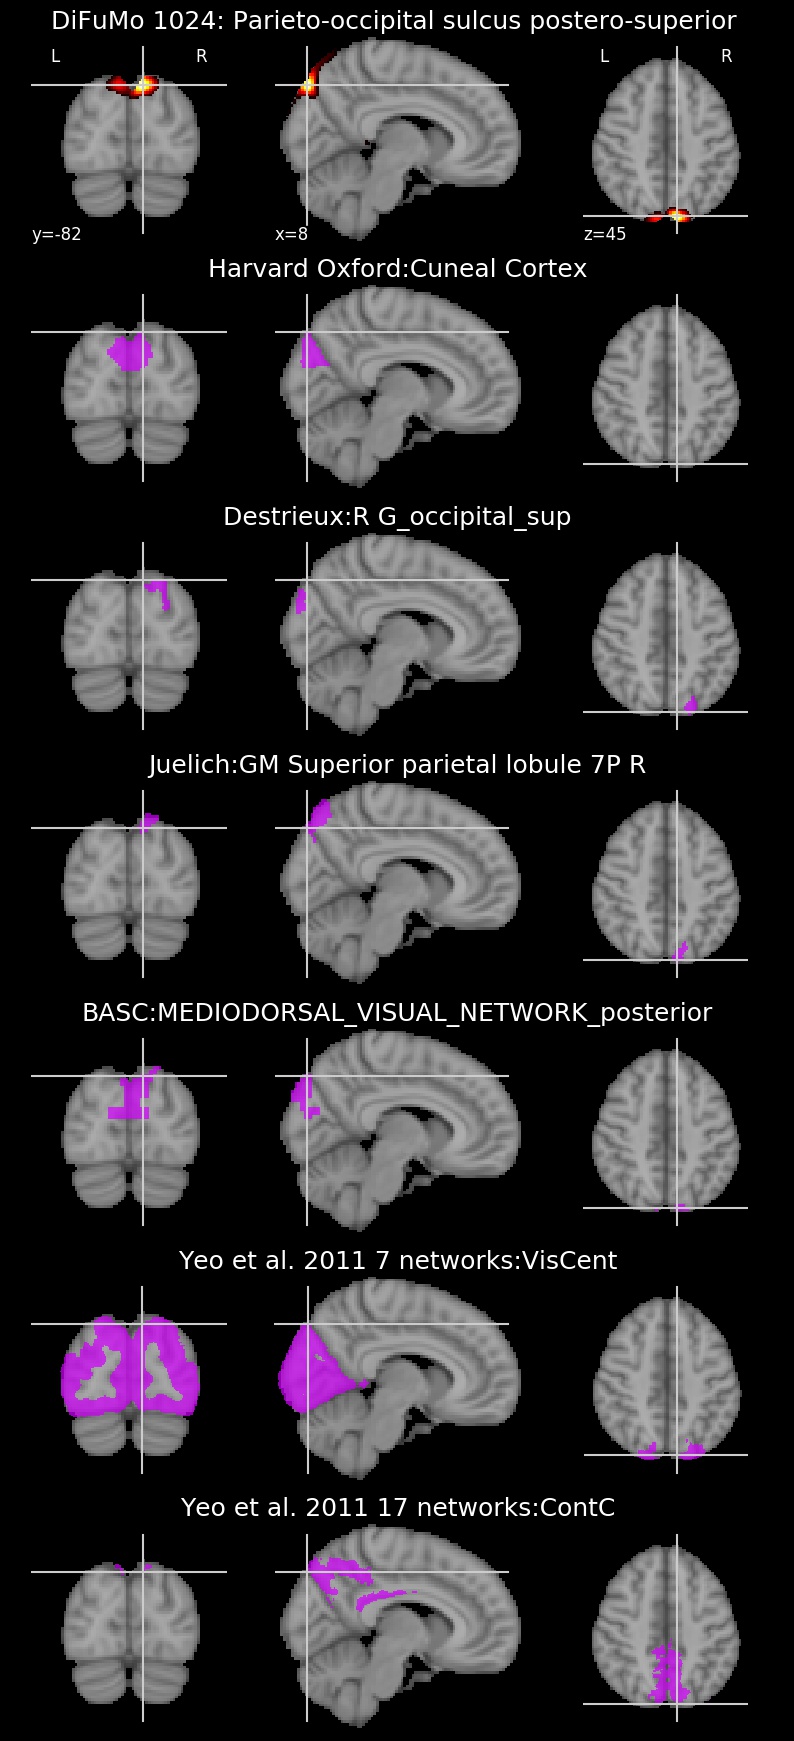 DiFuMo 1024: Parieto-occipital sulcus postero-superior
L R L R
y=-82 x=8 z=45
Harvard Oxford:Cuneal Cortex
Destrieux:R G_occipital_sup
Juelich:GM Superior parietal lobule 7P R
BASC:MEDIODORSAL_VISUAL_NETWORK_posterior
Yeo et al. 2011 7 networks:VisCent
Yeo et al. 2011 17 networks:ContC